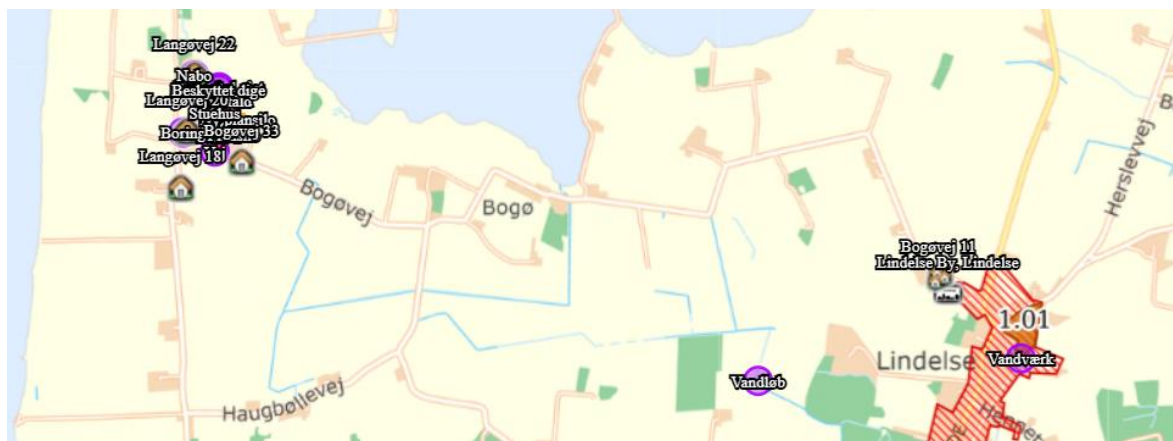 Langøvej 22
Nabo
Beskyttet dige
Langøvej 20
Stuehus
Bogøvej 33
Langøvej 18
Bogøvej
Bogø
Herslevvej
B
Bogøvej 11
Lindelse By, Lindelse
1.01
Lindelse
Vandværk
Vandløb
Haugbøllevej
Hennet